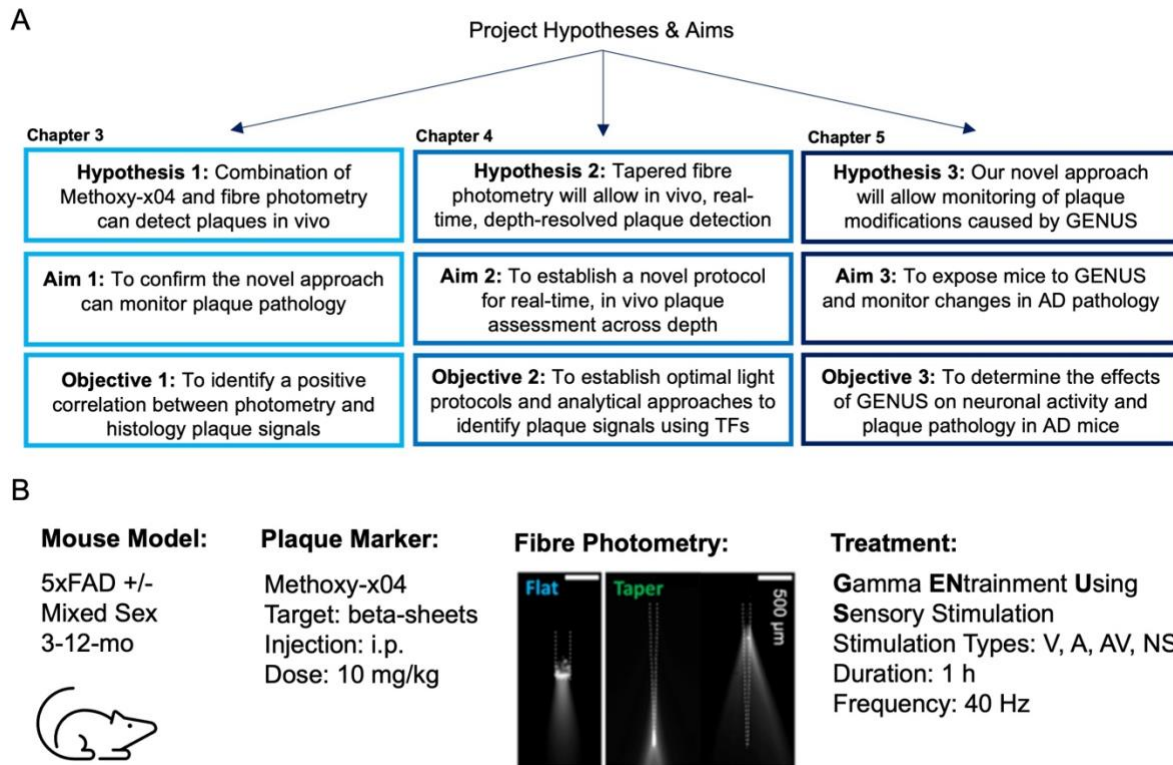 A
Project Hypotheses & Aims
Chapter 3
Hypothesis 1: Combination of
Methoxy-x04 and fibre photometry
can detect plaques in vivo
Aim 1: To confirm the novel approach
can monitor plaque pathology
Objective 1: To identify a positive
correlation between photometry and
histology plaque signals
Chapter 4
Hypothesis 2: Tapered fibre
photometry will allow in vivo, real-
time, depth-resolved plaque detection
Aim 2: To establish a novel protocol
for real-time, in vivo plaque
assessment across depth
Objective 2: To establish optimal light
protocols and analytical approaches to
identify plaque signals using TFs
Chapter 5
Hypothesis 3: Our novel approach
will allow monitoring of plaque
modifications caused by GENUS
Aim 3: To expose mice to GENUS
and monitor changes in AD pathology
Objective 3: To determine the effects
of GENUS on neuronal activity and
plaque pathology in AD mice
B
Mouse Model:
5xFAD +/-
Mixed Sex
3-12-mo
Plaque Marker:
Methoxy-x04
Target: beta-sheets
Injection: i.p.
Dose: 10 mg/kg
Fibre Photometry:
Flat
Taper
500 µm
Treatment:
Gamma ENtrainment Using
Sensory Stimulation
Stimulation Types: V, A, AV, NS
Duration: 1 h
Frequency: 40 Hz